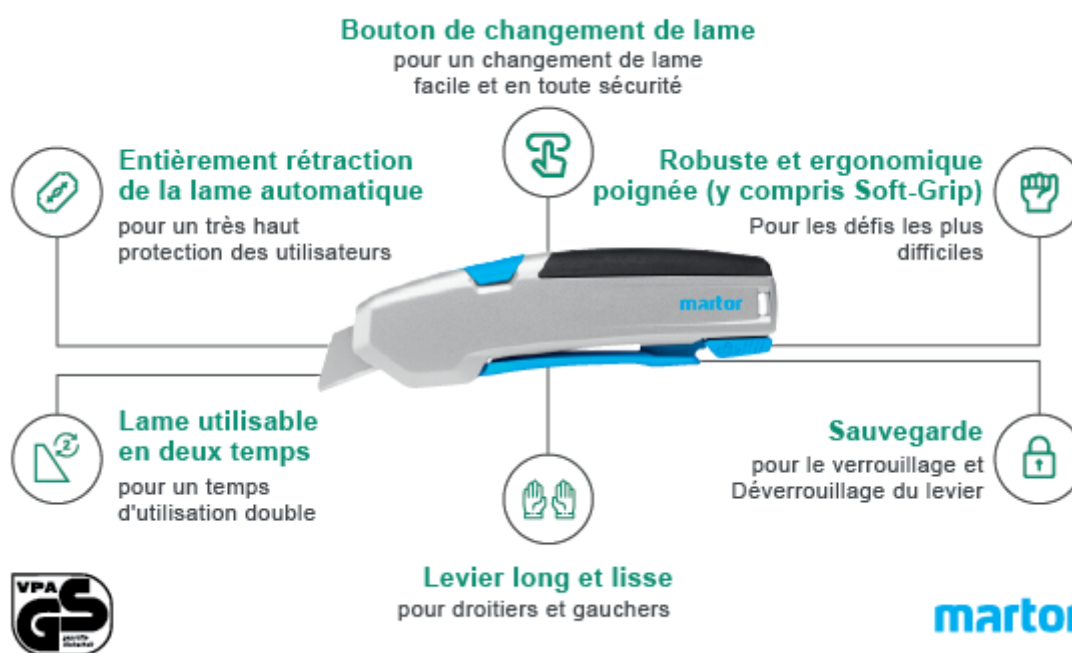 Bouton de changement de lame
pour un changement de lame
facile et en toute sécurité
Entièrement rétraction
de la lame automatique
pour un très haut
protection des utilisateurs
Robuste et ergonomique
poignée (y compris Soft-Grip)
Pour les défis les plus
difficiles
martor
Lame utilisable
en deux temps
pour un temps
d'utilisation double
2
Sauvegarde
pour le verrouillage et
Déverrouillage du levier
Levier long et lisse
pour droitiers et gauchers
VPA
GS
martor